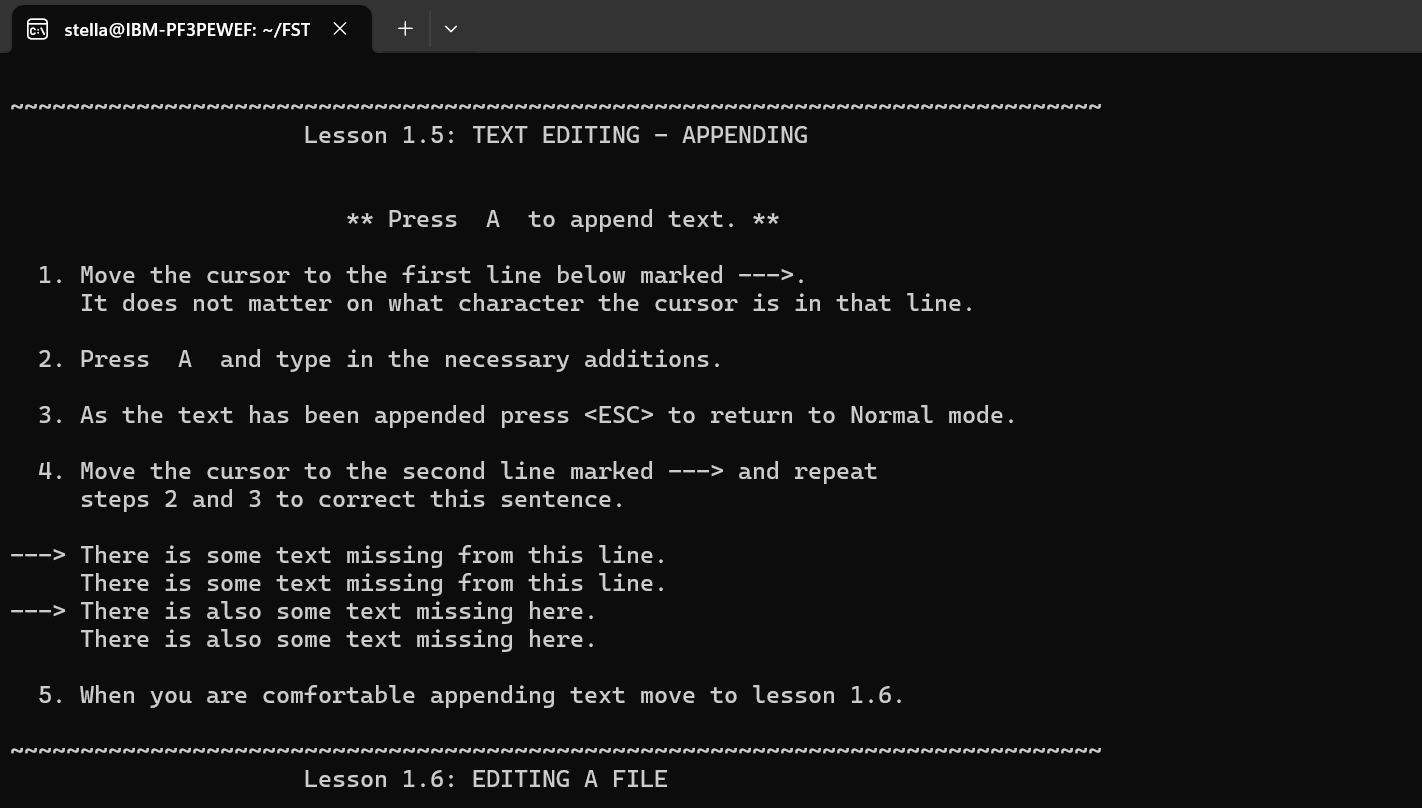 stella@IBM-PF3PEWEF: ~/FST
~~~~~~~~~~~~~~~~~~~~~~~~~~~~~~~~~~~~~~~~~~~~~~~~~~~~~~~~~~~~~~~~~~~~~~~~~~~~~~
Lesson 1.5: TEXT EDITING - APPENDING
** Press  A  to append text. **
1. Move the cursor to the first line below marked --->.
It does not matter on what character the cursor is in that line.
2. Press  A  and type in the necessary additions.
3. As the text has been appended press <ESC> to return to Normal mode.
4. Move the cursor to the second line marked ---> and repeat
steps 2 and 3 to correct this sentence.
---> There is some text missing from this line.
There is some text missing from this line.
---> There is also some text missing here.
There is also some text missing here.
5. When you are comfortable appending text move to lesson 1.6.
~~~~~~~~~~~~~~~~~~~~~~~~~~~~~~~~~~~~~~~~~~~~~~~~~~~~~~~~~~~~~~~~~~~~~~~~~~~~~~
Lesson 1.6: EDITING A FILE